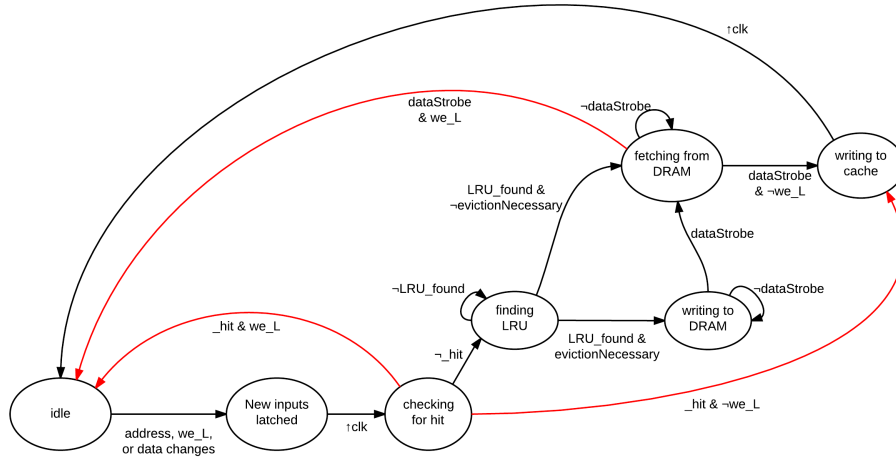 ↑clk
dataStrobe
& we_L
¬dataStrobe
fetching from
DRAM
writing to
cache
dataStrobe
& ¬we_L
LRU_found &
¬evictionNecessary
dataStrobe
¬LRU_found
finding
LRU
writing to
DRAM
¬dataStrobe
LRU_found &
evictionNecessary
_hit & we_L
¬_hit
idle
New inputs
latched
checking
for hit
address, we_L,
or data changes
↑clk
_hit & ¬we_L